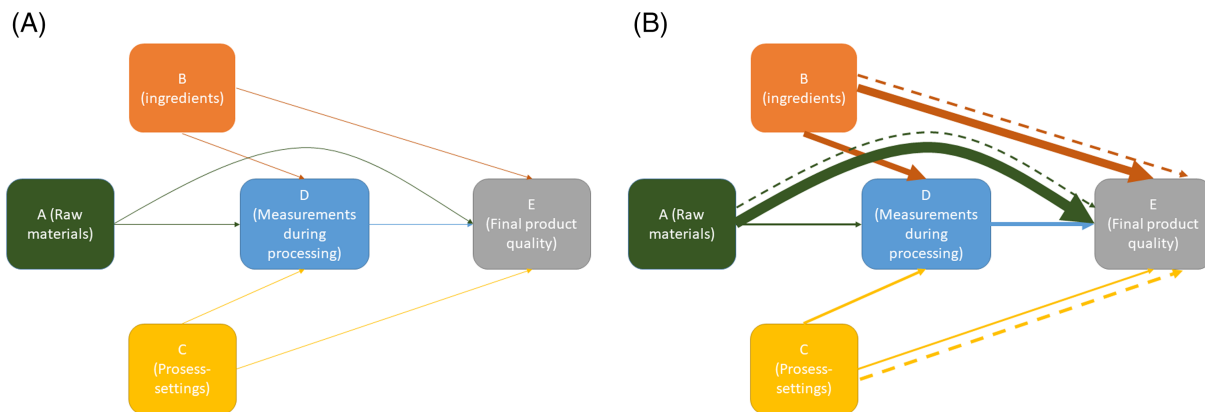 (A)
B
(ingredients)
A (Raw
materials)
D
(Measurements
during
processing)
E
(Final product
quality)
C
(Prosess-
settings)
(B)
B
(ingredients)
A (Raw
materials)
D
(Measurements
during
processing)
E
(Final product
quality)
C
(Prosess-
settings)